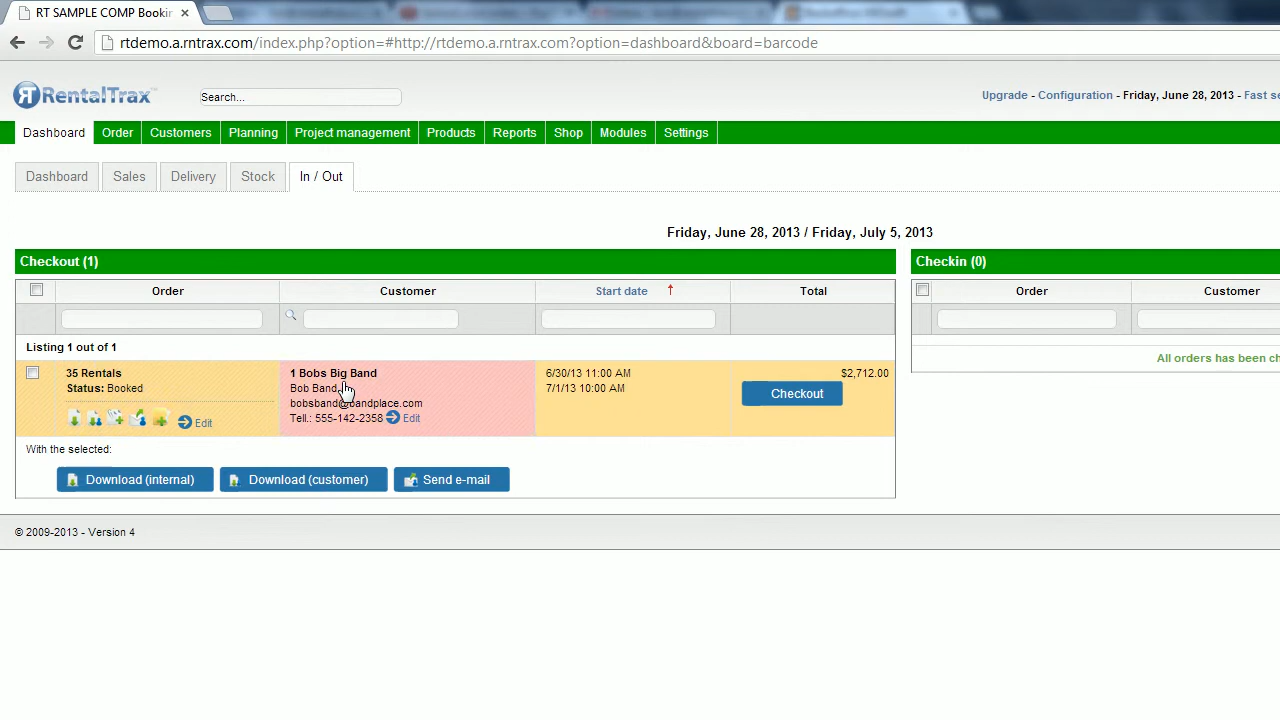 RT SAMPLE COMP Bookin
rtdemo.a.rntrax.com/index.php?option=#http://rtdemo.a.rntrax.com?option=dashboard&board=barcode
RentalTrax
Search...
Upgrade - Configuration - Friday, June 28, 2013 - Fast se
Dashboard Order Customers Planning Project management Products Reports Shop Modules Settings
Dashboard Sales Delivery Stock In / Out
Friday, June 28, 2013 / Friday, July 5, 2013
Checkout (1) Checkin (0)
Order Customer Start date Total Order Customer
Listing 1 out of 1
All orders has been ch
35 Rentals 1 Bobs Big Band 6/30/13 11:00 AM $2,712.00
Status: Booked Bob Band 7/1/13 10:00 AM Checkout
bobsband@bandplace.com
Edit Tell.: 555-142-2358 Edit
With the selected:
Download (internal) Download (customer) Send e-mail
© 2009-2013 - Version 4